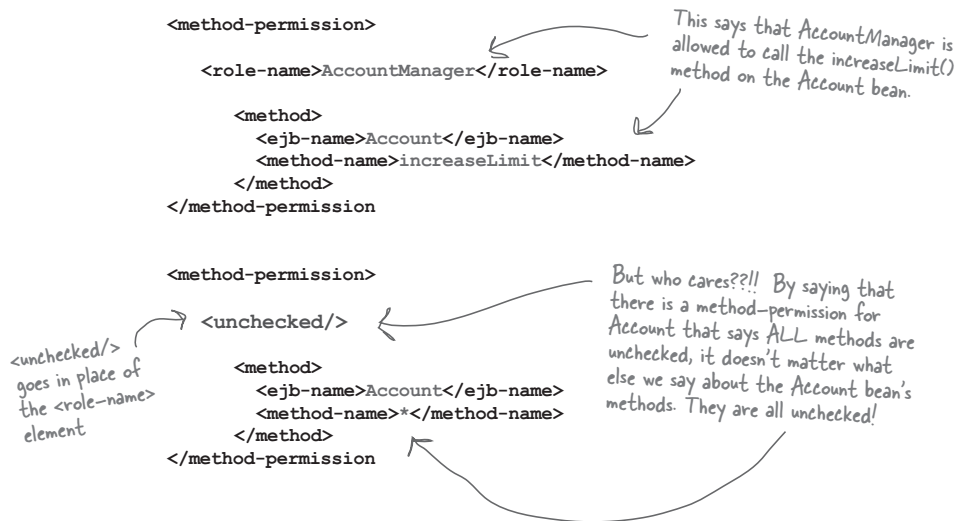 <method-permission>
<role-name>AccountManager</role-name>
<method>
<ejb-name>Account</ejb-name>
<method-name>increaseLimit</method-name>
</method>
</method-permission
This says that AccountManager is
allowed to call the increaseLimit()
method on the Account bean.
<method-permission>
<unchecked/>
<method>
<ejb-name>Account</ejb-name>
<method-name>*</method-name>
</method>
</method-permission
<unchecked/>
goes in place of
the <role-name>
element
But who cares??!! By saying that
there is a method-permission for
Account that says ALL methods are
unchecked, it doesn't matter what
else we say about the Account bean's
methods. They are all unchecked!